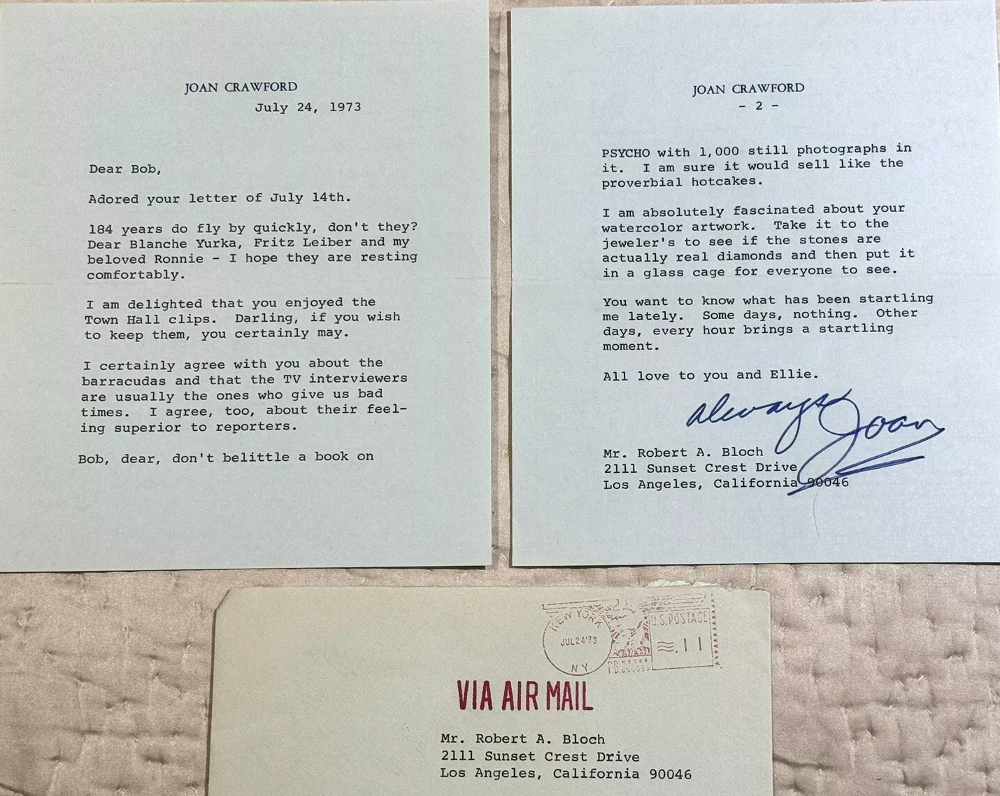 JOAN CRAWFORD
July 24, 1973
Dear Bob,
Adored your letter of July 14th.
184 years do fly by quickly, don't they?
Dear Blanche Yurka, Fritz Leiber and my
beloved Ronnie - I hope they are resting
comfortably.
I am delighted that you enjoyed the
Town Hall clips.  Darling, if you wish
to keep them, you certainly may.
I certainly agree with you about the
barracudas and that the TV interviewers
are usually the ones who give us bad
times.  I agree, too, about their feel-
ing superior to reporters.
Bob, dear, don't belittle a book on
JOAN CRAWFORD
- 2 -
PSYCHO with 1,000 still photographs in
it.  I am sure it would sell like the
proverbial hotcakes.
I am absolutely fascinated about your
watercolor artwork.  Take it to the
jeweler's to see if the stones are
actually real diamonds and then put it
in a glass cage for everyone to see.
You want to know what has been startling
me lately.  Some days, nothing.  Other
days, every hour brings a startling
moment.
All love to you and Ellie.
always Joan
Mr. Robert A. Bloch
2111 Sunset Crest Drive
Los Angeles, California 90046
NEW YORK
JUL 24'73
N Y
U.S. POSTAGE
.11
VIA AIR MAIL
Mr. Robert A. Bloch
2111 Sunset Crest Drive
Los Angeles, California 90046